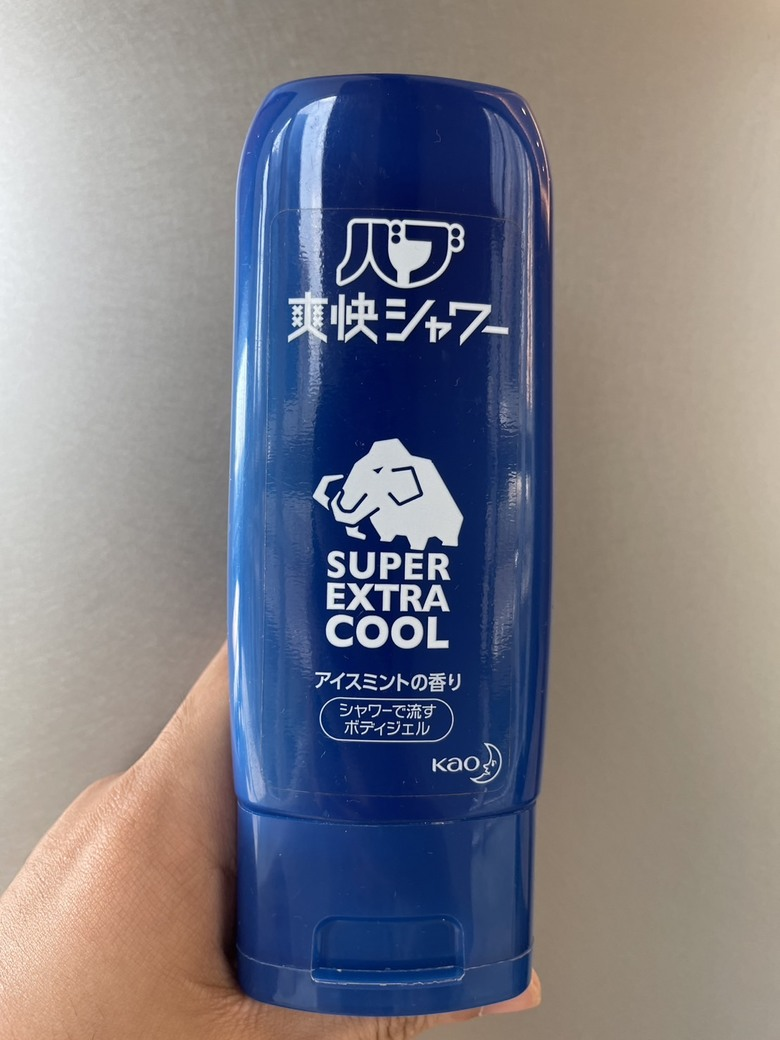 バブ
爽快シャワー
SUPER
EXTRA
COOL
アイスミントの香り
シャワーで流す
ボディジェル
Kao